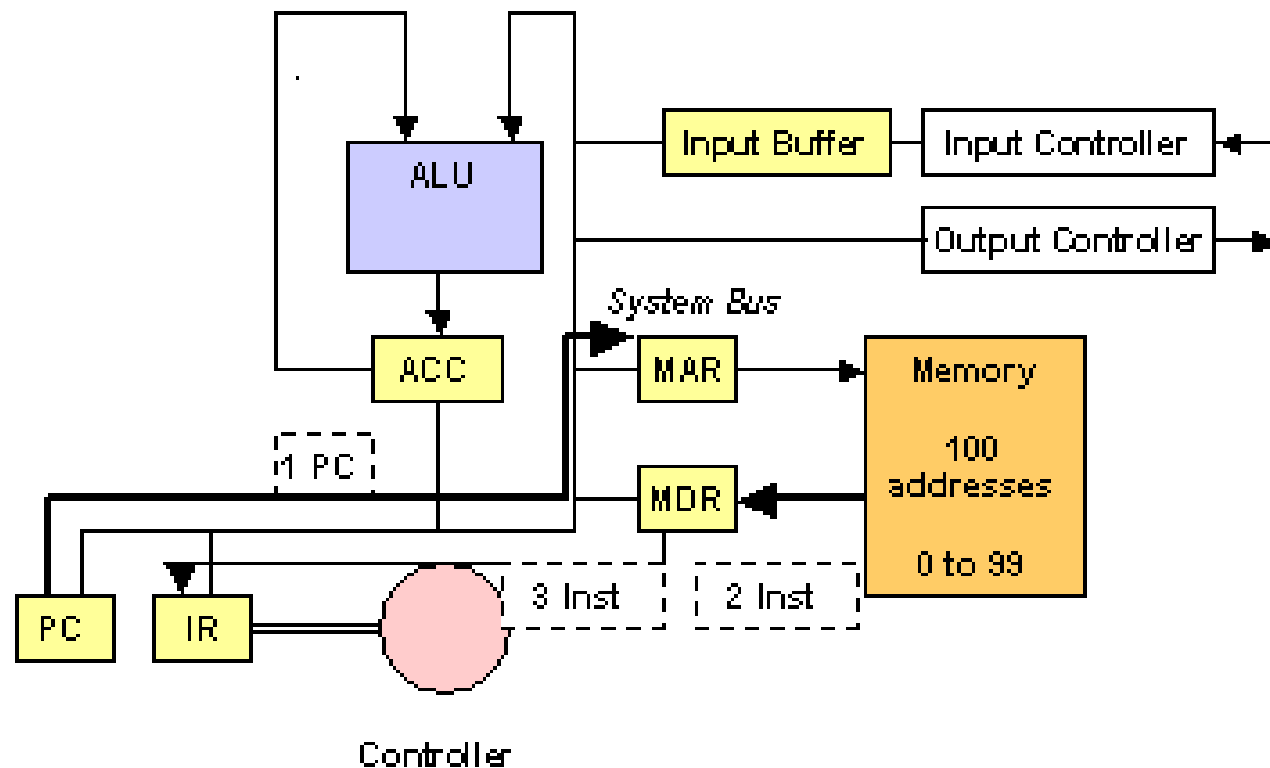 Input Buffer
Input Controller
ALU
Output Controller
System Bus
ACC
MAR
Memory
100
addresses
0 to 99
1 PC
MDR
3 Inst
2 Inst
PC
IR
Controller